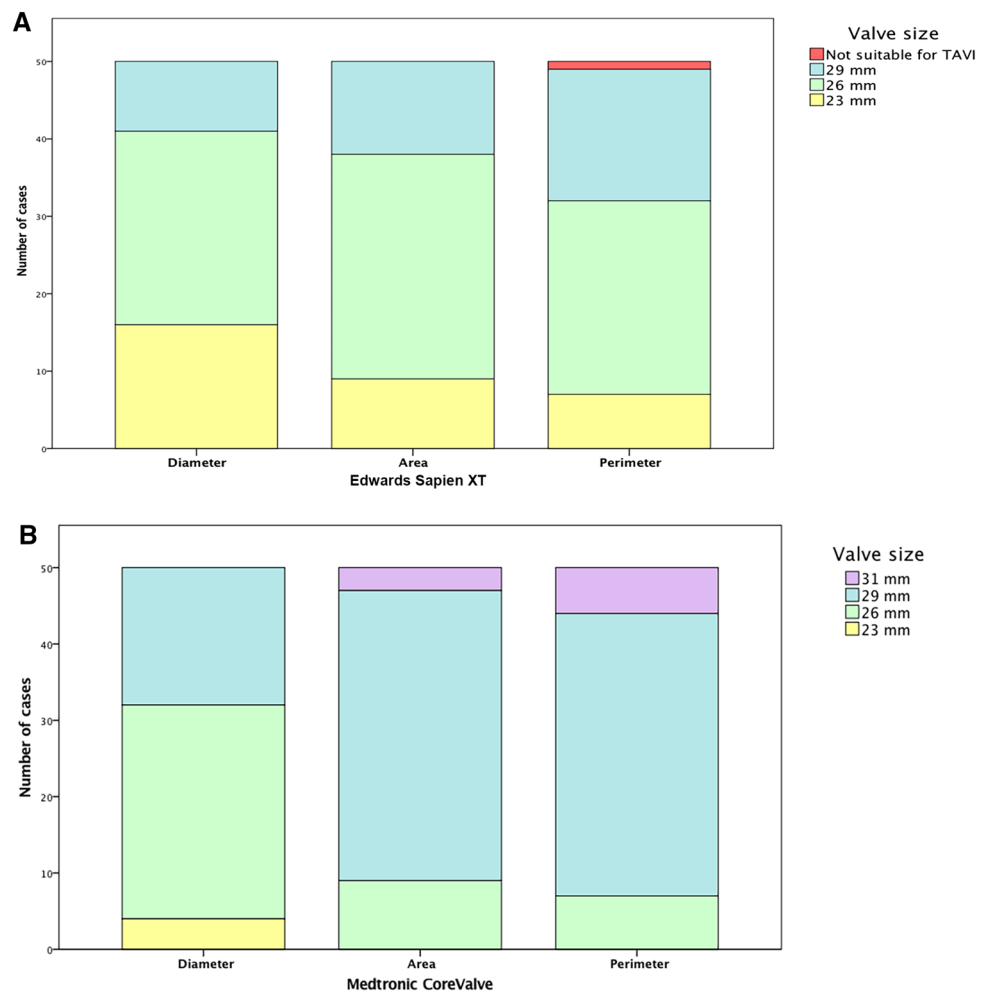 A
Valve size
Not suitable for TAVI
29 mm
26 mm
23 mm
Number of cases
50
40
30
20
10
0
Diameter Area Perimeter
Edwards Sapien XT
B
Valve size
31 mm
29 mm
26 mm
23 mm
Number of cases
50
40
30
20
10
0
Diameter Area Perimeter
Medtronic CoreValve